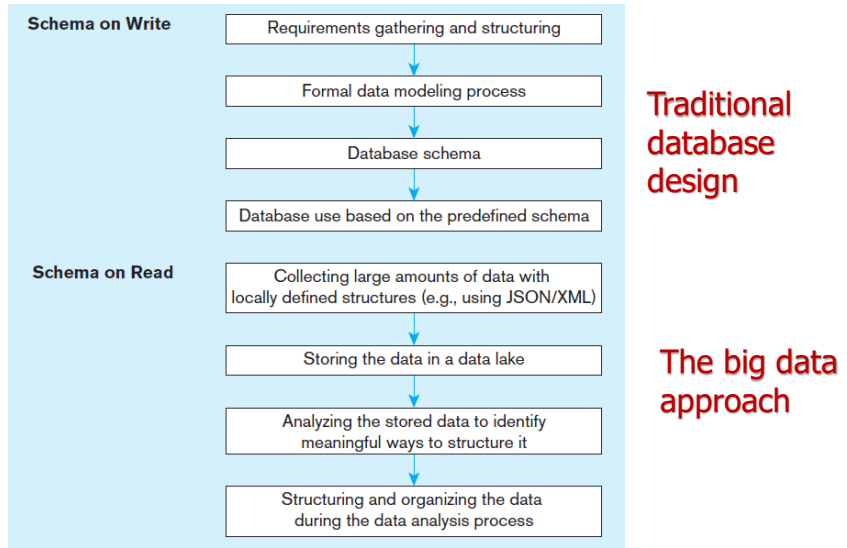 Schema on Write
Requirements gathering and structuring
Formal data modeling process
Database schema
Database use based on the predefined schema
Traditional
database
design
Schema on Read
Collecting large amounts of data with
locally defined structures (e.g., using JSON/XML)
Storing the data in a data lake
Analyzing the stored data to identify
meaningful ways to structure it
Structuring and organizing the data
during the data analysis process
The big data
approach